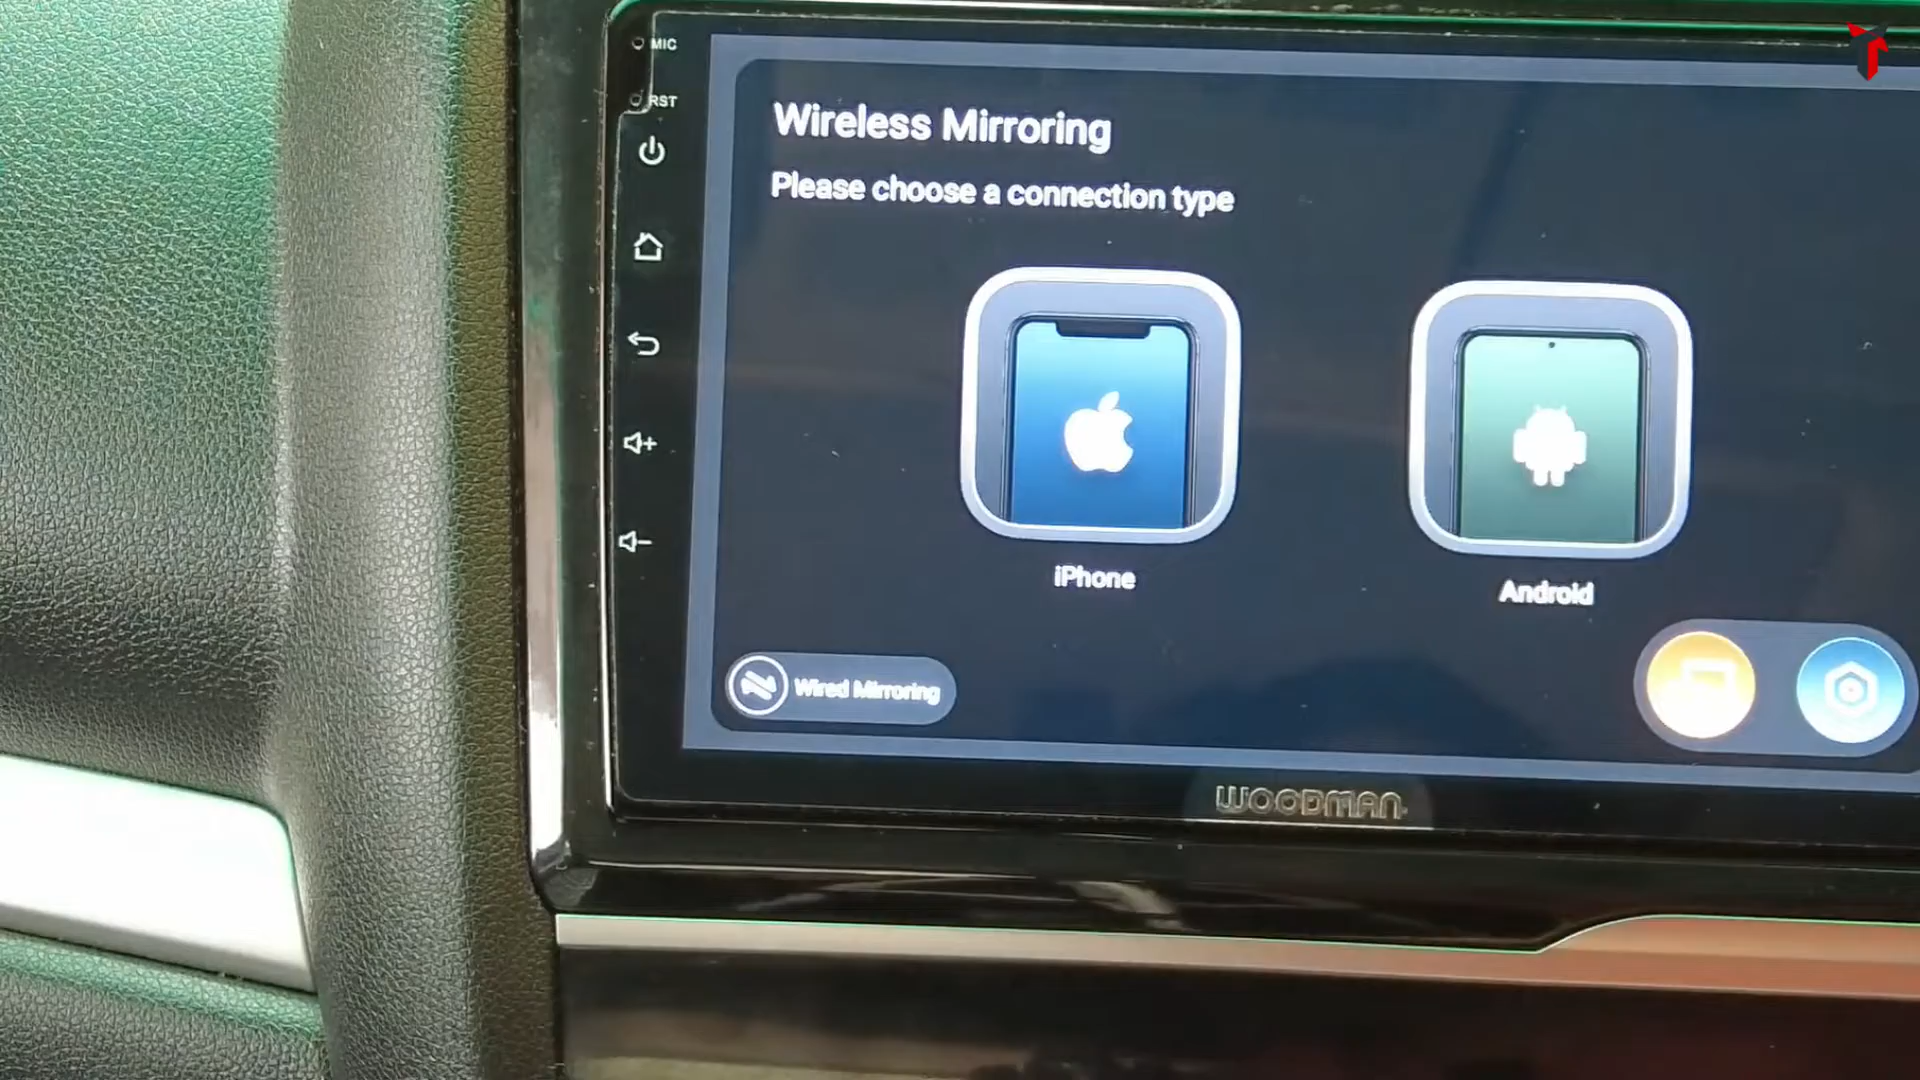 MIC
RST
Wireless Mirroring
Please choose a connection type
iPhone
Android
Wired Mirroring
WOODMAN